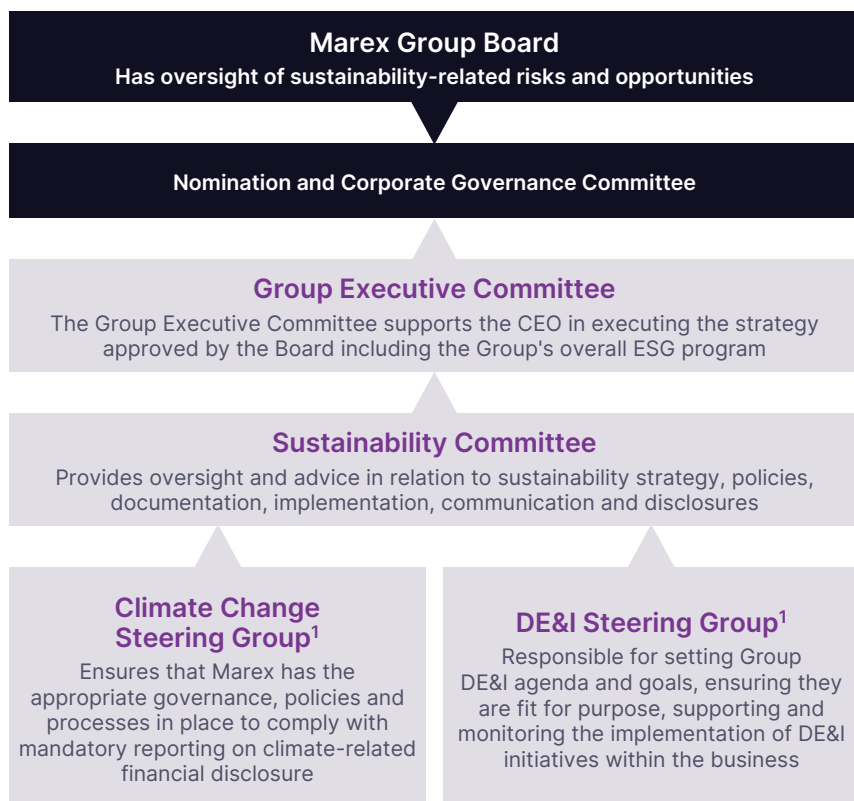 Marex Group Board
Has oversight of sustainability-related risks and opportunities
Nomination and Corporate Governance Committee
Group Executive Committee
The Group Executive Committee supports the CEO in executing the strategy
approved by the Board including the Group's overall ESG program
Sustainability Committee
Provides oversight and advice in relation to sustainability strategy, policies,
documentation, implementation, communication and disclosures
Climate Change
Steering Group¹
Ensures that Marex has the
appropriate governance, policies and
processes in place to comply with
mandatory reporting on climate-related
financial disclosure
DE&I Steering Group¹
Responsible for setting Group
DE&I agenda and goals, ensuring they
are fit for purpose, supporting and
monitoring the implementation of DE&I
initiatives within the business